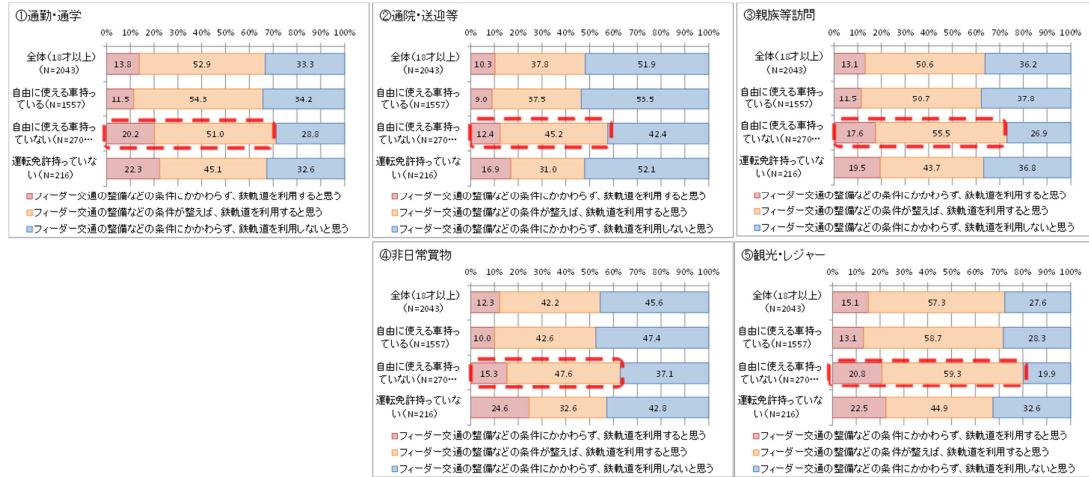 ①通勤・通学
0% 10% 20% 30% 40% 50% 60% 70% 80% 90% 100%
全体(18才以上)
(N=2043)
13.8 52.9 33.3
自由に使える車持っ
ている(N=1557)
11.5 54.3 34.2
自由に使える車持っ
ていない(N=270…
20.2 51.0 28.8
運転免許持っていな
い(N=216)
22.3 45.1 32.6
フィーダー交通の整備などの条件にかかわらず、鉄軌道を利用すると思う
フィーダー交通の整備などの条件が整えば、鉄軌道を利用すると思う
フィーダー交通の整備などの条件にかかわらず、鉄軌道を利用しないと思う
②通院・送迎等
0% 10% 20% 30% 40% 50% 60% 70% 80% 90% 100%
全体(18才以上)
(N=2043)
10.3 37.8 51.9
自由に使える車持っ
ている(N=1557)
9.0 37.5 53.5
自由に使える車持っ
ていない(N=270…
12.4 45.2 42.4
運転免許持っていな
い(N=216)
16.9 31.0 52.1
フィーダー交通の整備などの条件にかかわらず、鉄軌道を利用すると思う
フィーダー交通の整備などの条件が整えば、鉄軌道を利用すると思う
フィーダー交通の整備などの条件にかかわらず、鉄軌道を利用しないと思う
③親族等訪問
0% 10% 20% 30% 40% 50% 60% 70% 80% 90% 100%
全体(18才以上)
(N=2043)
13.1 50.6 36.2
自由に使える車持っ
ている(N=1557)
11.5 50.7 37.8
自由に使える車持っ
ていない(N=270…
17.6 55.5 26.9
運転免許持っていな
い(N=216)
19.5 43.7 36.8
フィーダー交通の整備などの条件にかかわらず、鉄軌道を利用すると思う
フィーダー交通の整備などの条件が整えば、鉄軌道を利用すると思う
フィーダー交通の整備などの条件にかかわらず、鉄軌道を利用しないと思う
④非日常買物
0% 10% 20% 30% 40% 50% 60% 70% 80% 90% 100%
全体(18才以上)
(N=2043)
12.3 42.2 45.6
自由に使える車持っ
ている(N=1557)
10.0 42.6 47.4
自由に使える車持っ
ていない(N=270…
15.3 47.6 37.1
運転免許持っていな
い(N=216)
24.6 32.6 42.8
フィーダー交通の整備などの条件にかかわらず、鉄軌道を利用すると思う
フィーダー交通の整備などの条件が整えば、鉄軌道を利用すると思う
フィーダー交通の整備などの条件にかかわらず、鉄軌道を利用しないと思う
⑤観光・レジャー
0% 10% 20% 30% 40% 50% 60% 70% 80% 90% 100%
全体(18才以上)
(N=2043)
15.1 57.3 27.6
自由に使える車持っ
ている(N=1557)
13.1 58.7 28.3
自由に使える車持っ
ていない(N=270…
20.8 59.3 19.9
運転免許持っていな
い(N=216)
22.5 44.9 32.6
フィーダー交通の整備などの条件にかかわらず、鉄軌道を利用すると思う
フィーダー交通の整備などの条件が整えば、鉄軌道を利用すると思う
フィーダー交通の整備などの条件にかかわらず、鉄軌道を利用しないと思う